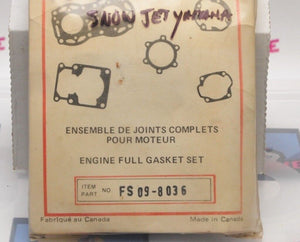 SNOW JET YAMAHA
ENSEMBLE DE JOINTS COMPLETS
POUR MOTEUR
ENGINE FULL GASKET SET
ITEM
PART NO. FS 09-8036
Fabriqué au Canada Made in Canada